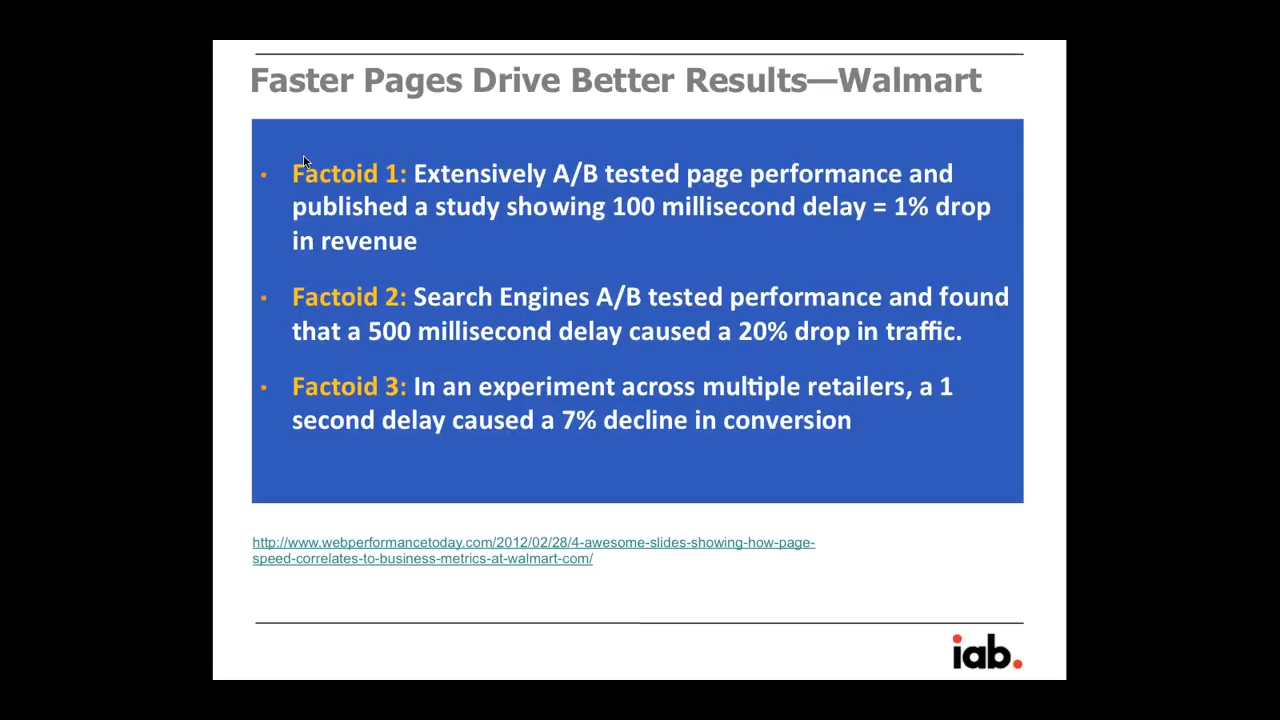 Faster Pages Drive Better Results—Walmart
• Factoid 1: Extensively A/B tested page performance and
published a study showing 100 millisecond delay = 1% drop
in revenue
• Factoid 2: Search Engines A/B tested performance and found
that a 500 millisecond delay caused a 20% drop in traffic.
• Factoid 3: In an experiment across multiple retailers, a 1
second delay caused a 7% decline in conversion
http://www.webperformancetoday.com/2012/02/28/4-awesome-slides-showing-how-page-
speed-correlates-to-business-metrics-at-walmart-com/
iab.